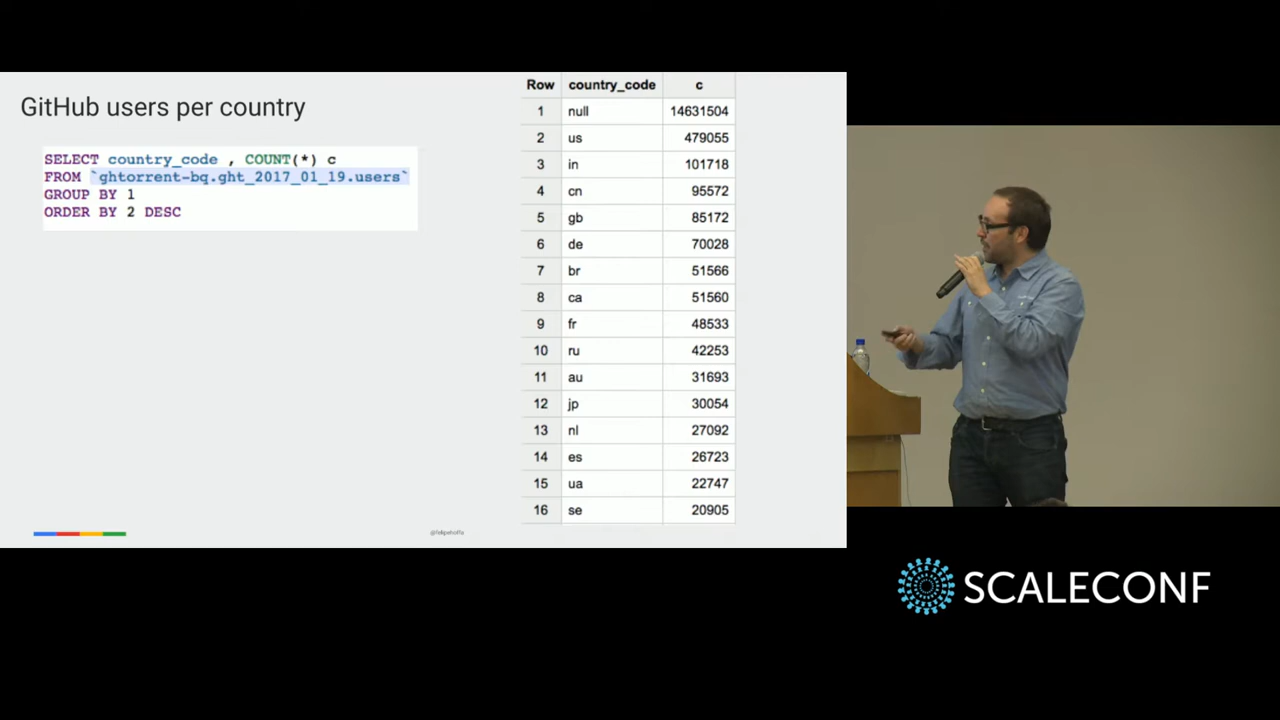 GitHub users per country
SELECT country_code , COUNT(*) c
FROM `ghtorrent-bq.ght_2017_01_19.users`
GROUP BY 1
ORDER BY 2 DESC
Row country_code c
1 null 14631504
2 us 479055
3 in 101718
4 cn 95572
5 gb 85172
6 de 70028
7 br 51566
8 ca 51560
9 fr 48533
10 ru 42253
11 au 31693
12 jp 30054
13 nl 27092
14 es 26723
15 ua 22747
16 se 20905
@felipehoffa
SCALECONF